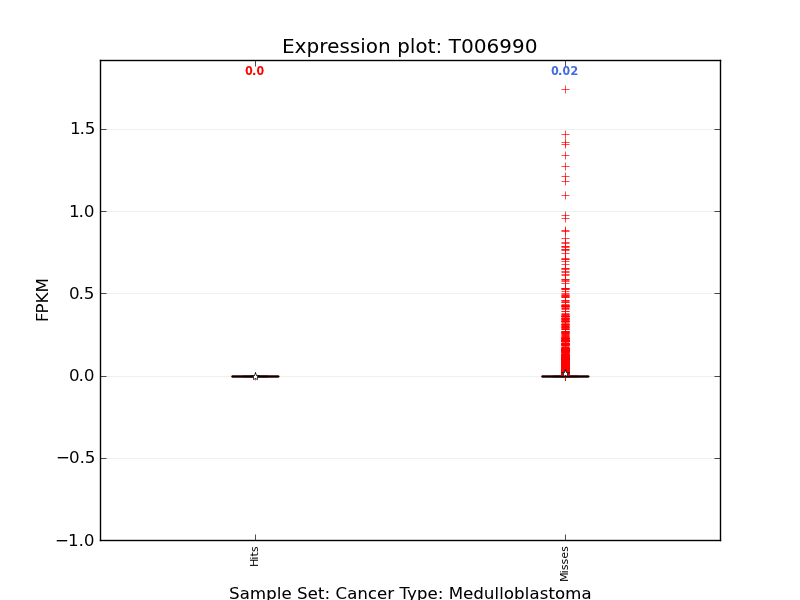 Expression plot: T006990
0.0
0.02
1.5
1.0
0.5
0.0
−0.5
−1.0
FPKM
Hits
Misses
Sample Set: Cancer Type: Medulloblastoma